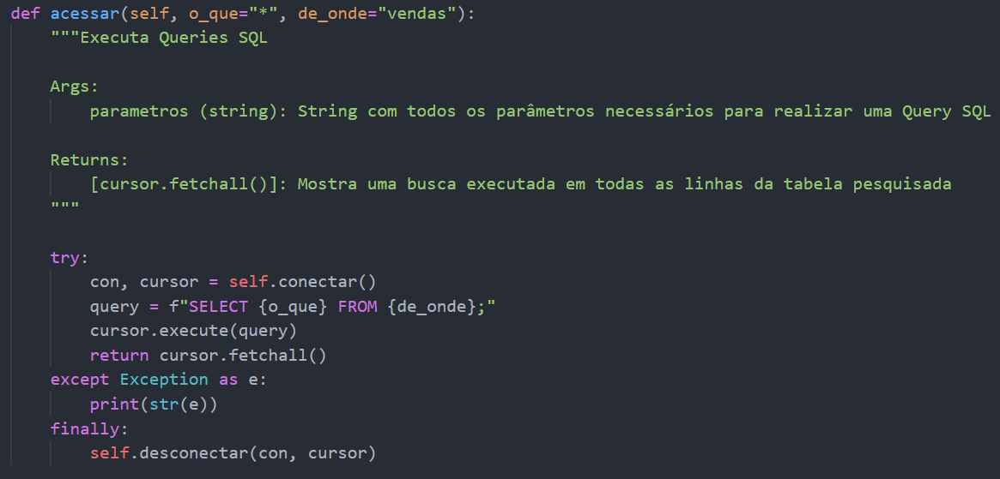 def acessar(self, o_que="*", de_onde="vendas"):
    """Executa Queries SQL

    Args:
        parametros (string): String com todos os parâmetros necessários para realizar uma Query SQL

    Returns:
        [cursor.fetchall()]: Mostra uma busca executada em todas as linhas da tabela pesquisada
    """

    try:
        con, cursor = self.conectar()
        query = f"SELECT {o_que} FROM {de_onde};"
        cursor.execute(query)
        return cursor.fetchall()
    except Exception as e:
        print(str(e))
    finally:
        self.desconectar(con, cursor)